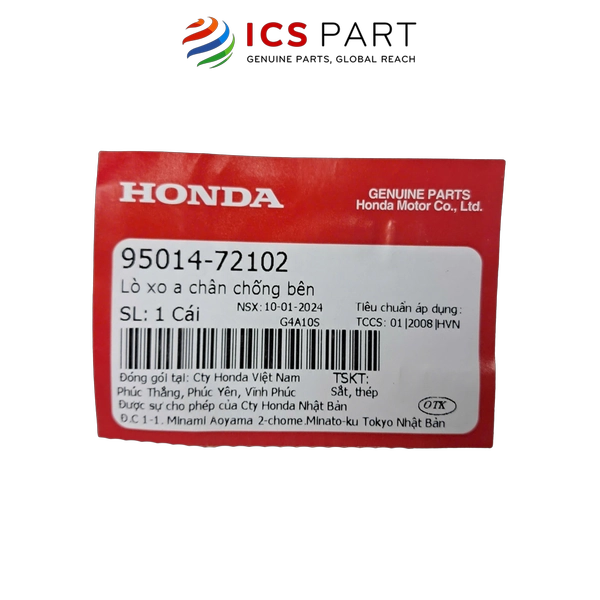 ICS PART
GENUINE PARTS, GLOBAL REACH
HONDA
GENUINE PARTS
Honda Motor Co., Ltd.
95014-72102
Lò xo a chân chống bên
NSX: 10-01-2024
Tiêu chuẩn áp dụng:
SL: 1 Cái
G4A10S
TCCS: 01|2008|HVN
Đóng gói tại: Cty Honda Việt Nam
TSKT:
Phúc Thắng, Phúc Yên, Vĩnh Phúc
Sắt, thép
Được sự cho phép của Cty Honda Nhật Bản
OTK
Đ.C 1-1. Minami Aoyama 2-chome.Minato-ku Tokyo Nhật Bản